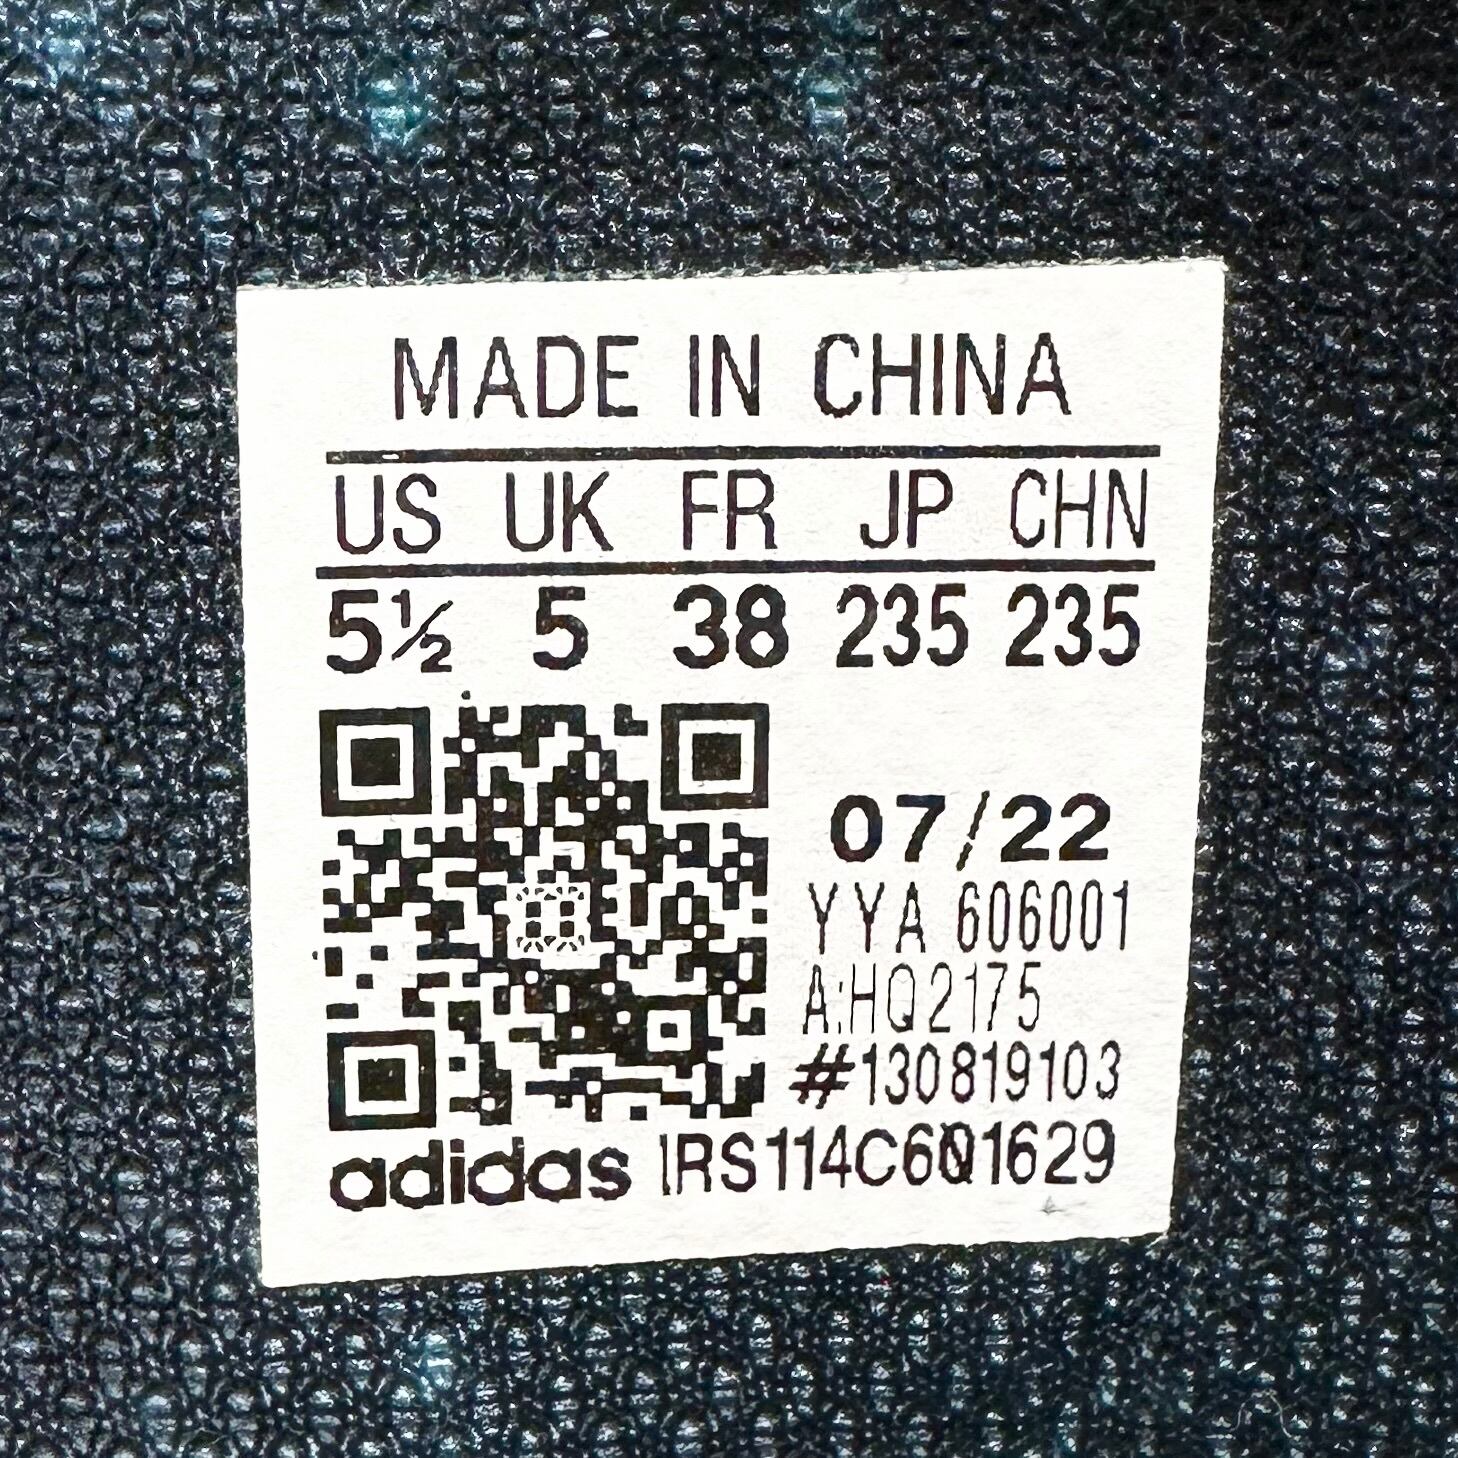 MADE IN CHINA
US UK FR JP CHN
5½ 5 38 235 235
07/22
YYA 606001
A:HQ2175
#130819103
adidas